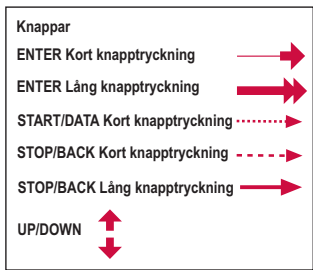 Knappar
ENTER Kort knapptryckning
ENTER Lång knapptryckning
START/DATA Kort knapptryckning
STOP/BACK Kort knapptryckning
STOP/BACK Lång knapptryckning
UP/DOWN